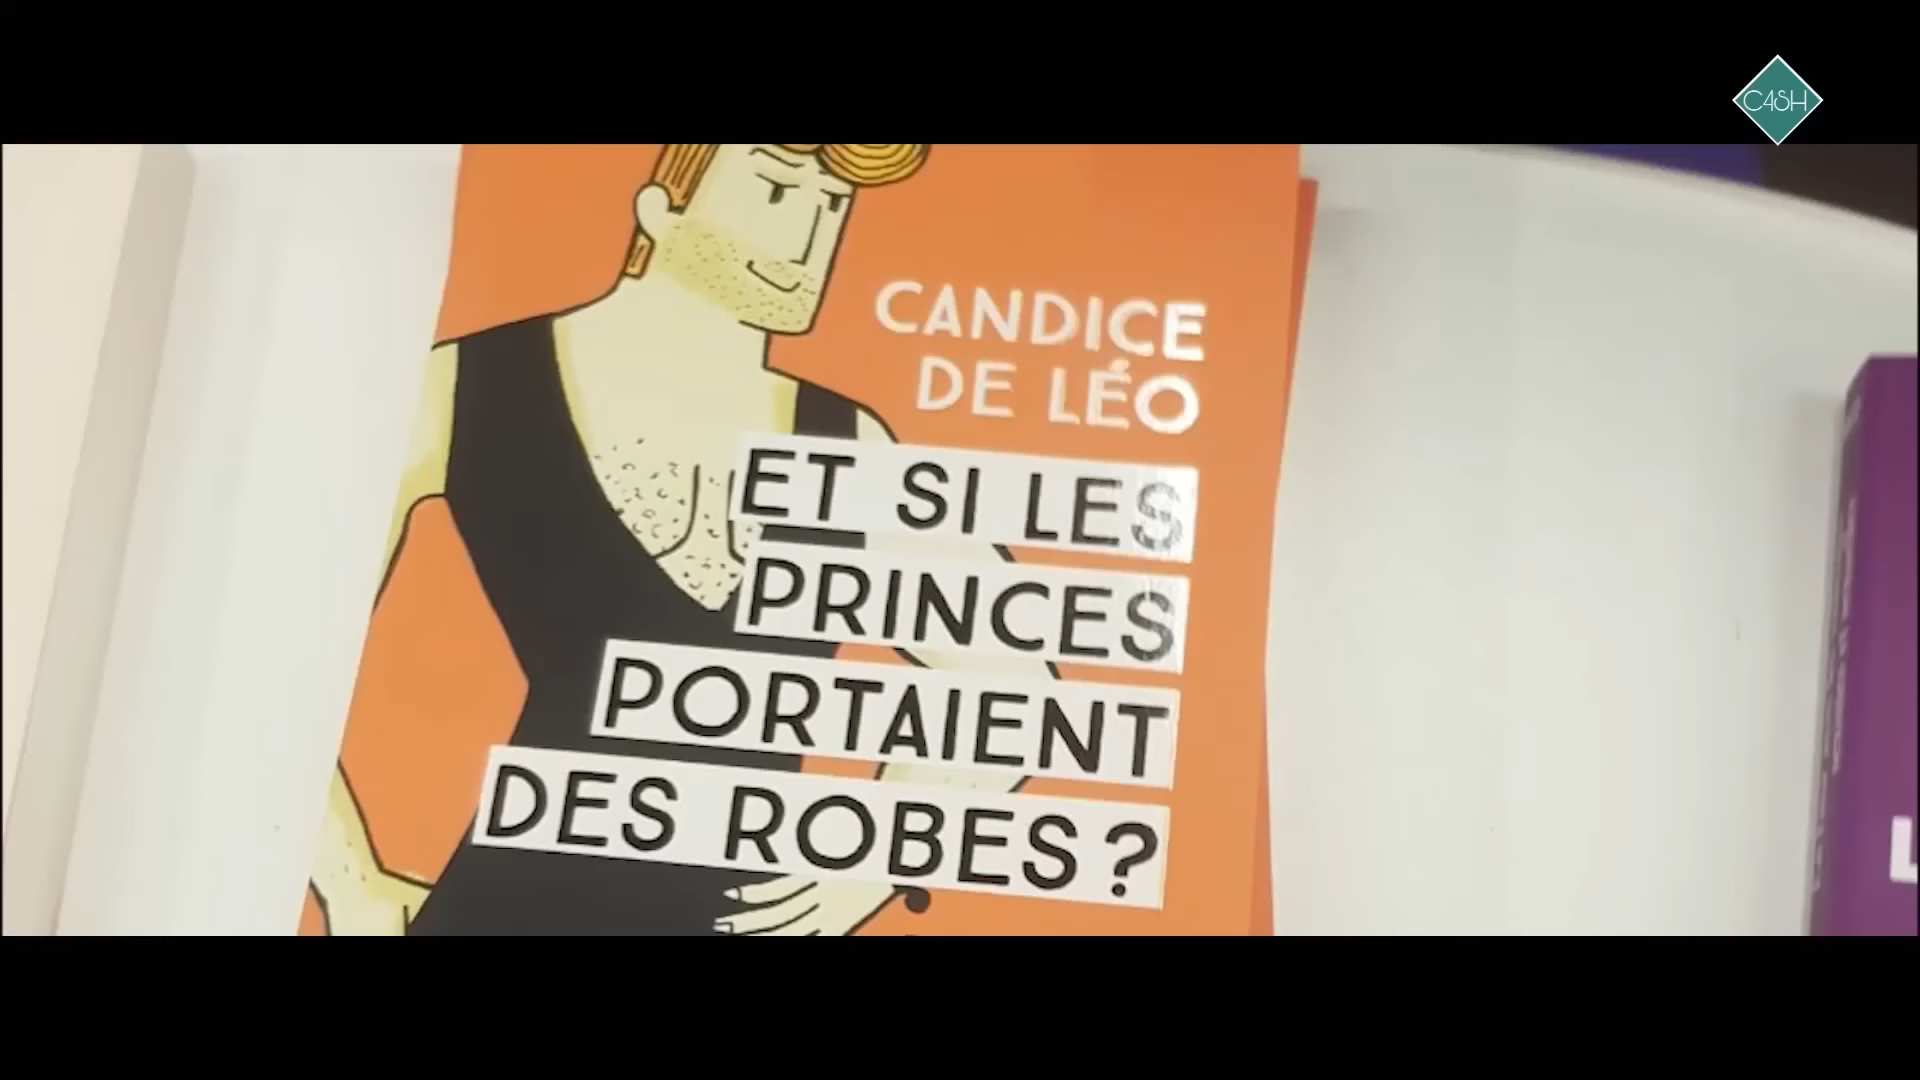 C4SH
CANDICE
DE LÉO
ET SI LES
PRINCES
PORTAIENT
DES ROBES ?
L